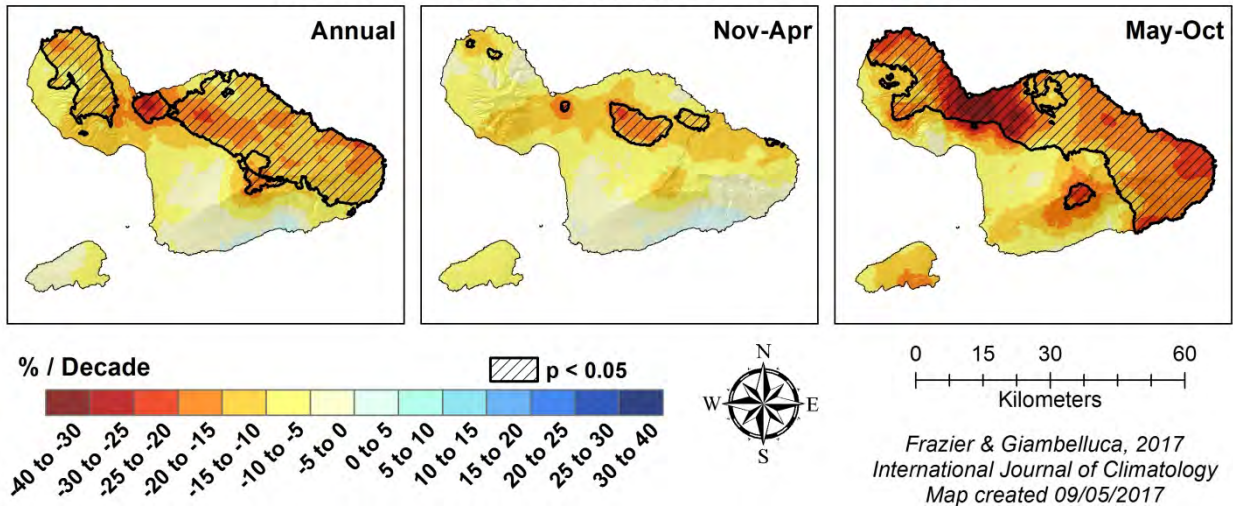 Annual
Nov-Apr
May-Oct
% / Decade
p < 0.05
-40 to -30
-30 to -25
-25 to -20
-20 to -15
-15 to -10
-10 to -5
-5 to 0
0 to 5
5 to 10
10 to 15
15 to 20
20 to 25
25 to 30
30 to 40
N
W E
S
0 15 30 60
Kilometers
Frazier & Giambelluca, 2017
International Journal of Climatology
Map created 09/05/2017